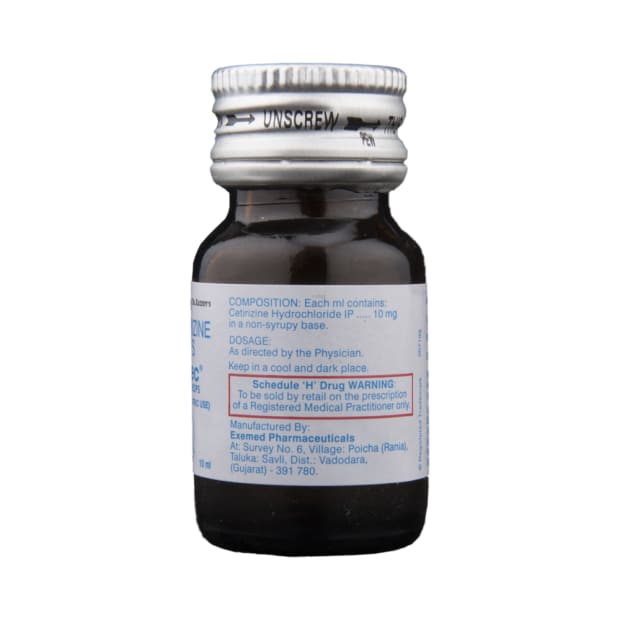 UNSCREW
COMPOSITION: Each ml contains:
Cetirizine Hydrochloride IP ..... 10 mg
in a non-syrupy base.
DOSAGE:
As directed by the Physician.
Keep in a cool and dark place.
Schedule 'H' Drug WARNING:
To be sold by retail on the prescription
of a Registered Medical Practitioner only.
Manufactured By:
Exemed Pharmaceuticals
At: Survey No. 6, Village: Poicha (Rania),
Taluka: Savli, Dist.: Vadodara,
(Gujarat) - 391 780.
10 ml